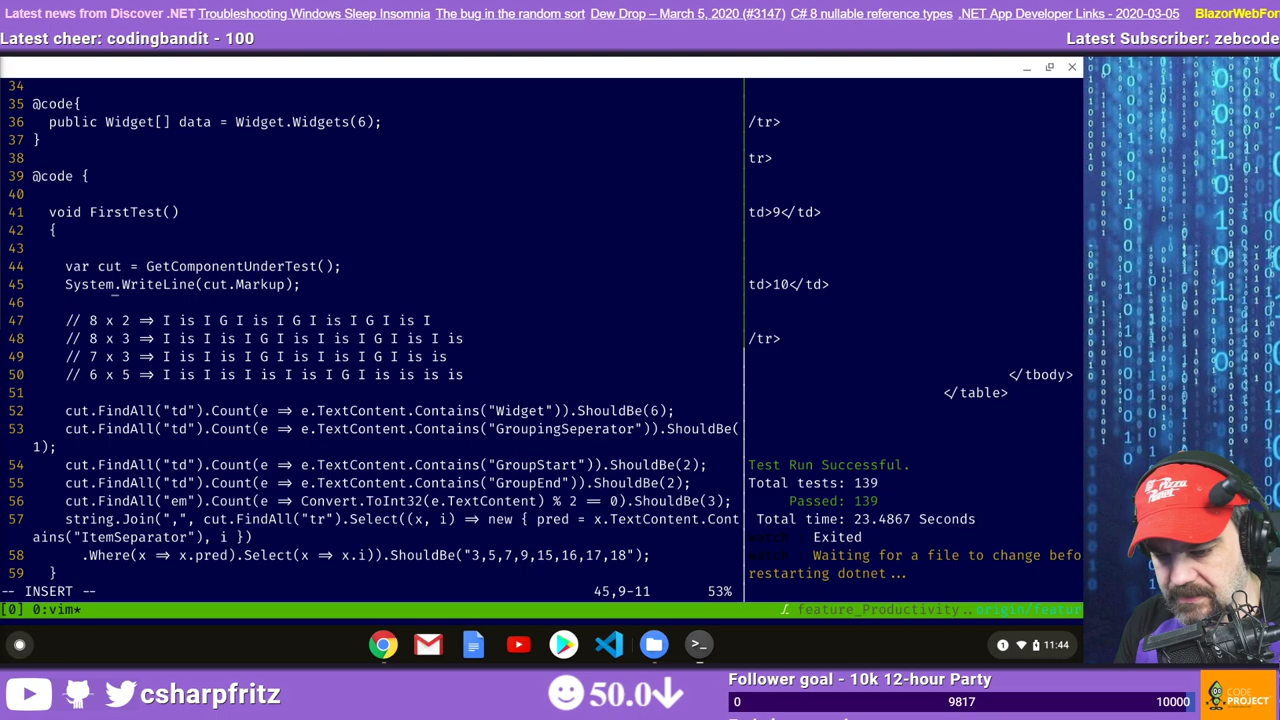 Latest news from Discover .NET Troubleshooting Windows Sleep Insomnia The bug in the random sort Dew Drop – March 5, 2020 (#3147) C# 8 nullable reference types .NET App Developer Links - 2020-03-05 BlazorWebFor
Latest cheer: codingbandit - 100
Latest Subscriber: zebcode
34
35 @code{
36 public Widget[] data = Widget.Widgets(6);
37 }
38
39 @code {
40
41 void FirstTest()
42 {
43
44 var cut = GetComponentUnderTest();
45 System.WriteLine(cut.Markup);
46
47 // 8 x 2 => I is I G I is I G I is I G I is I
48 // 8 x 3 => I is I is I G I is I is I G I is I is
49 // 7 x 3 => I is I is I G I is I is I G I is is
50 // 6 x 5 => I is I is I is I is I G I is is is is
51
52 cut.FindAll("td").Count(e => e.TextContent.Contains("Widget")).ShouldBe(6);
53 cut.FindAll("td").Count(e => e.TextContent.Contains("GroupingSeperator")).ShouldBe(
1);
54 cut.FindAll("td").Count(e => e.TextContent.Contains("GroupStart")).ShouldBe(2);
55 cut.FindAll("td").Count(e => e.TextContent.Contains("GroupEnd")).ShouldBe(2);
56 cut.FindAll("em").Count(e => Convert.ToInt32(e.TextContent) % 2 == 0).ShouldBe(3);
57 string.Join(",", cut.FindAll("tr").Select((x, i) => new { pred = x.TextContent.Cont
ains("ItemSeparator"), i })
58 .Where(x => x.pred).Select(x => x.i)).ShouldBe("3,5,7,9,15,16,17,18");
59 }
-- INSERT -- 45,9-11 53%
/tr>
tr>
td>9</td>
td>10</td>
/tr>
</tbody>
</table>
Test Run Successful.
Total tests: 139
Passed: 139
Total time: 23.4867 Seconds
watch : Exited
watch : Waiting for a file to change befo
restarting dotnet...
[0] 0:vim* feature_Productivity..origin/featur
1 11:44
csharpfritz
50.0
Follower goal - 10k 12-hour Party
0 9817 10000
CODE
PROJECT